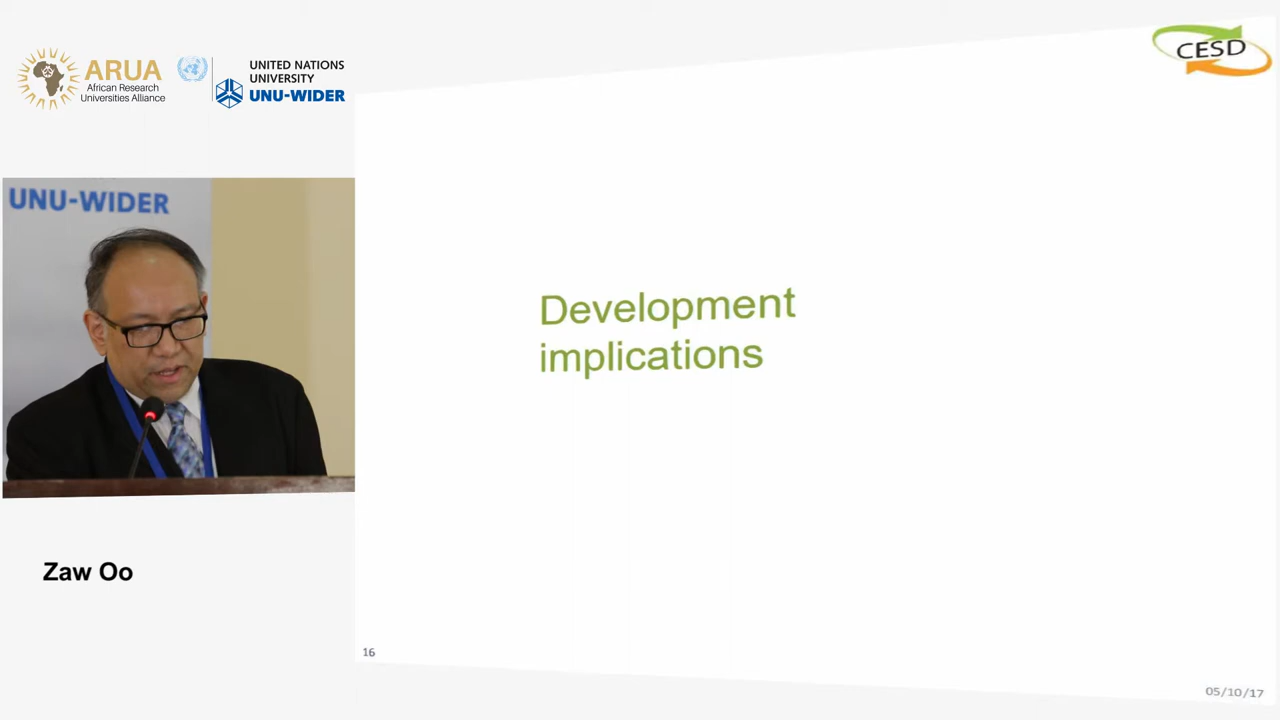 ARUA
African Research
Universities Alliance
UNITED NATIONS
UNIVERSITY
UNU-WIDER
CESD
UNU-WIDER
Development
implications
Zaw Oo
16
05/10/17